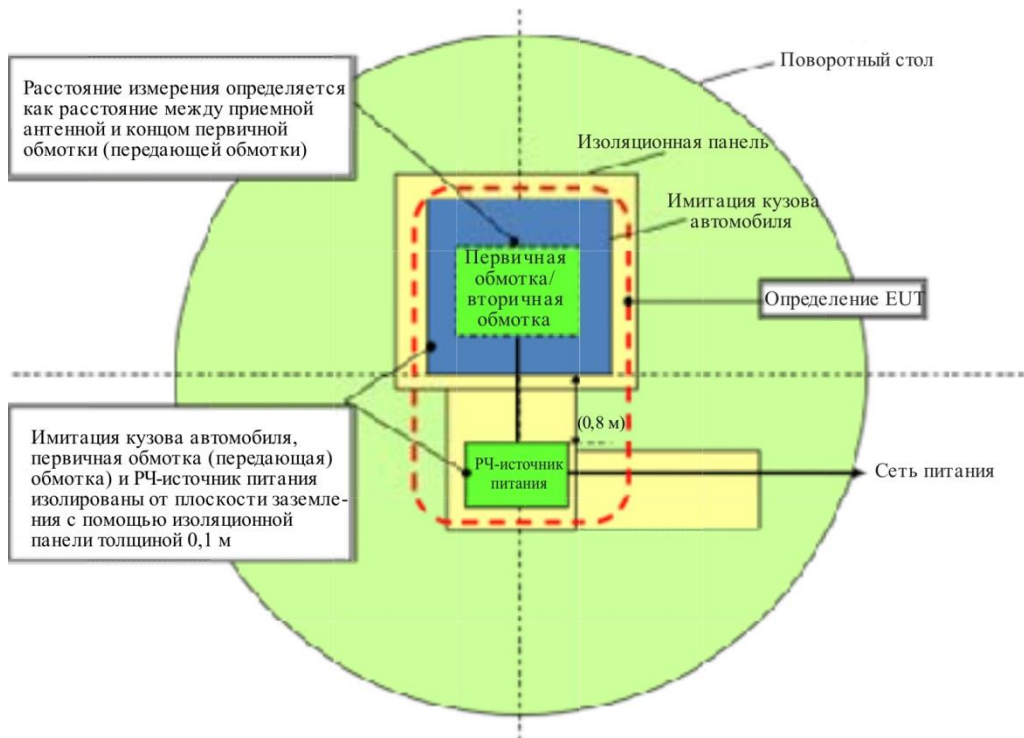 Поворотный стол
Расстояние измерения определяется
как расстояние между приемной
антенной и концом первичной
обмотки (передающей обмотки)
Изоляционная панель
Имитация кузова
автомобиля
Первичная
обмотка/
вторичная
обмотка
Определение EUT
(0,8 м)
Имитация кузова автомобиля,
первичная обмотка (передающая)
обмотка) и РЧ-источник питания
изолированы от плоскости заземле-
ния с помощью изоляционной
панели толщиной 0,1 м
РЧ-источник
питания
Сеть питания